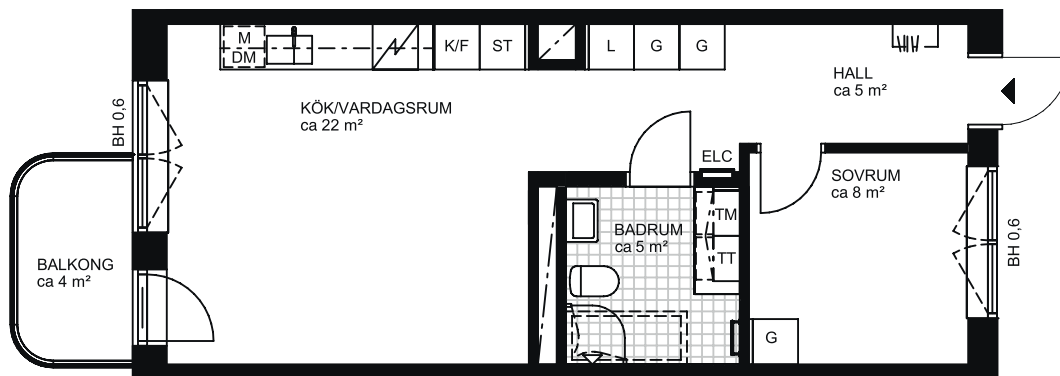 M
DM
K/F
ST
L
G
G
HALL
ca 5 m²
BH 0,6
KÖK/VARDAGSRUM
ca 22 m²
ELC
SOVRUM
ca 8 m²
BADRUM
ca 5 m²
TM
TT
BH 0,6
BALKONG
ca 4 m²
G